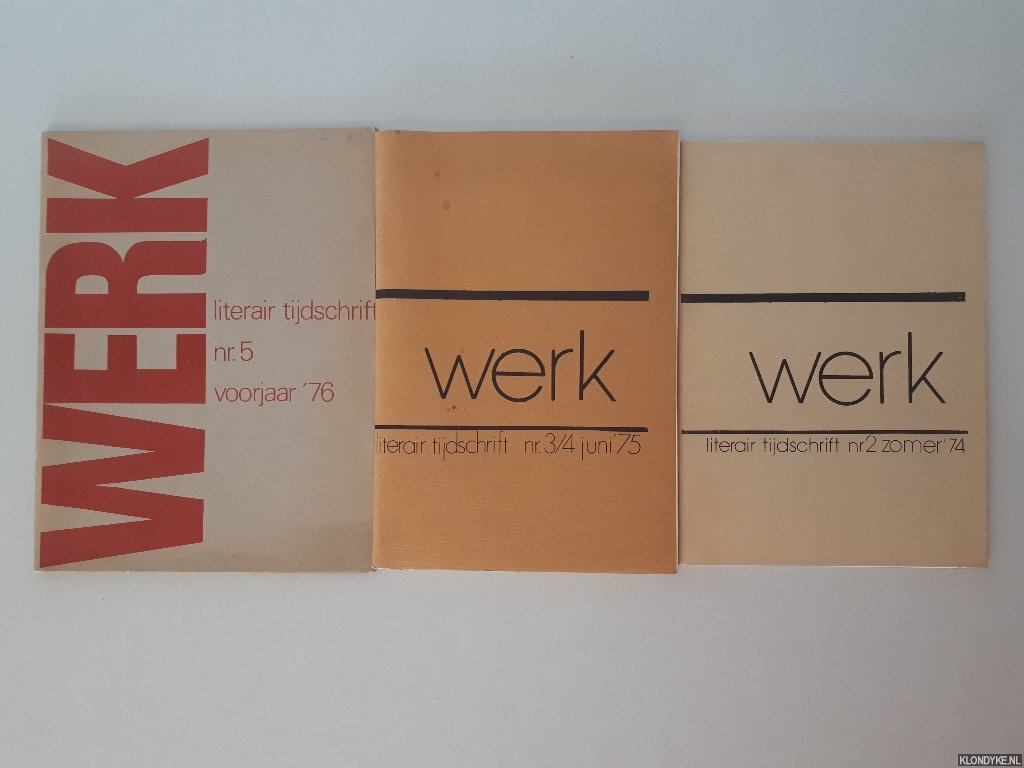 WERK
literair tijdschrift
nr. 5
voorjaar '76
werk
literair tijdschrift nr. 3/4 juni '75
werk
literair tijdschrift nr. 2 zomer '74
KLONDYKE.NL